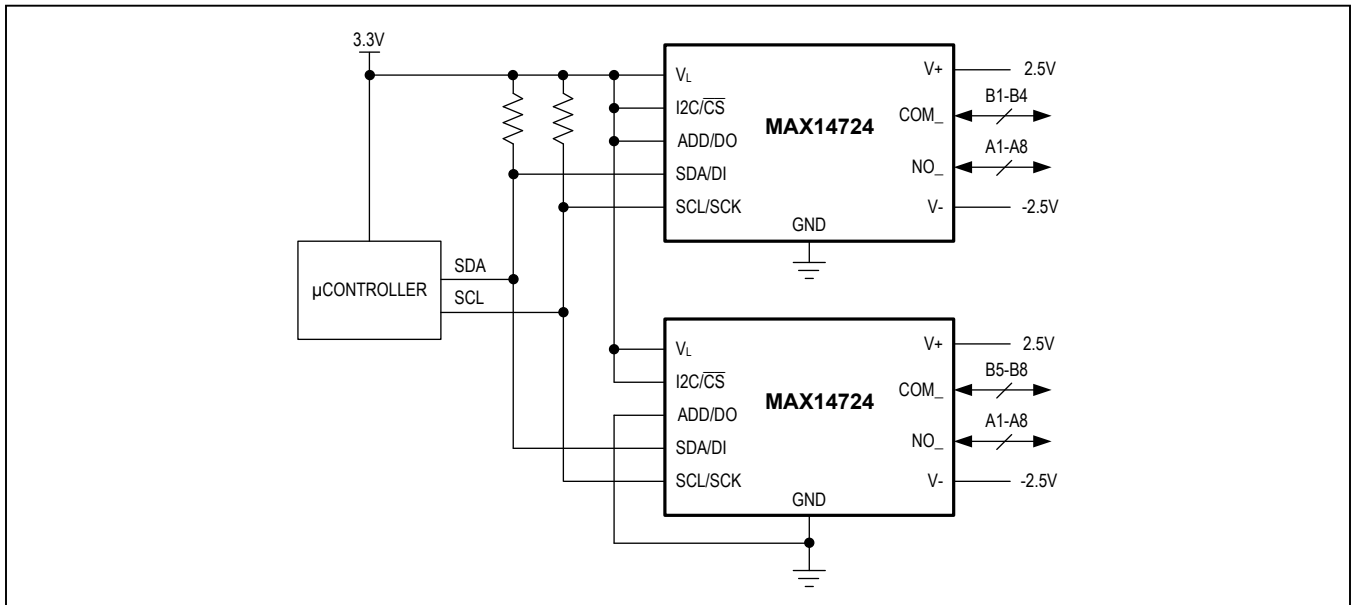 3.3V
VL
I2C/CS
ADD/DO
SDA/DI
SCL/SCK
MAX14724
GND
V+
COM_
NO_
V-
2.5V
B1-B4
A1-A8
-2.5V
µCONTROLLER
SDA
SCL
VL
I2C/CS
ADD/DO
SDA/DI
SCL/SCK
MAX14724
GND
V+
COM_
NO_
V-
2.5V
B5-B8
A1-A8
-2.5V